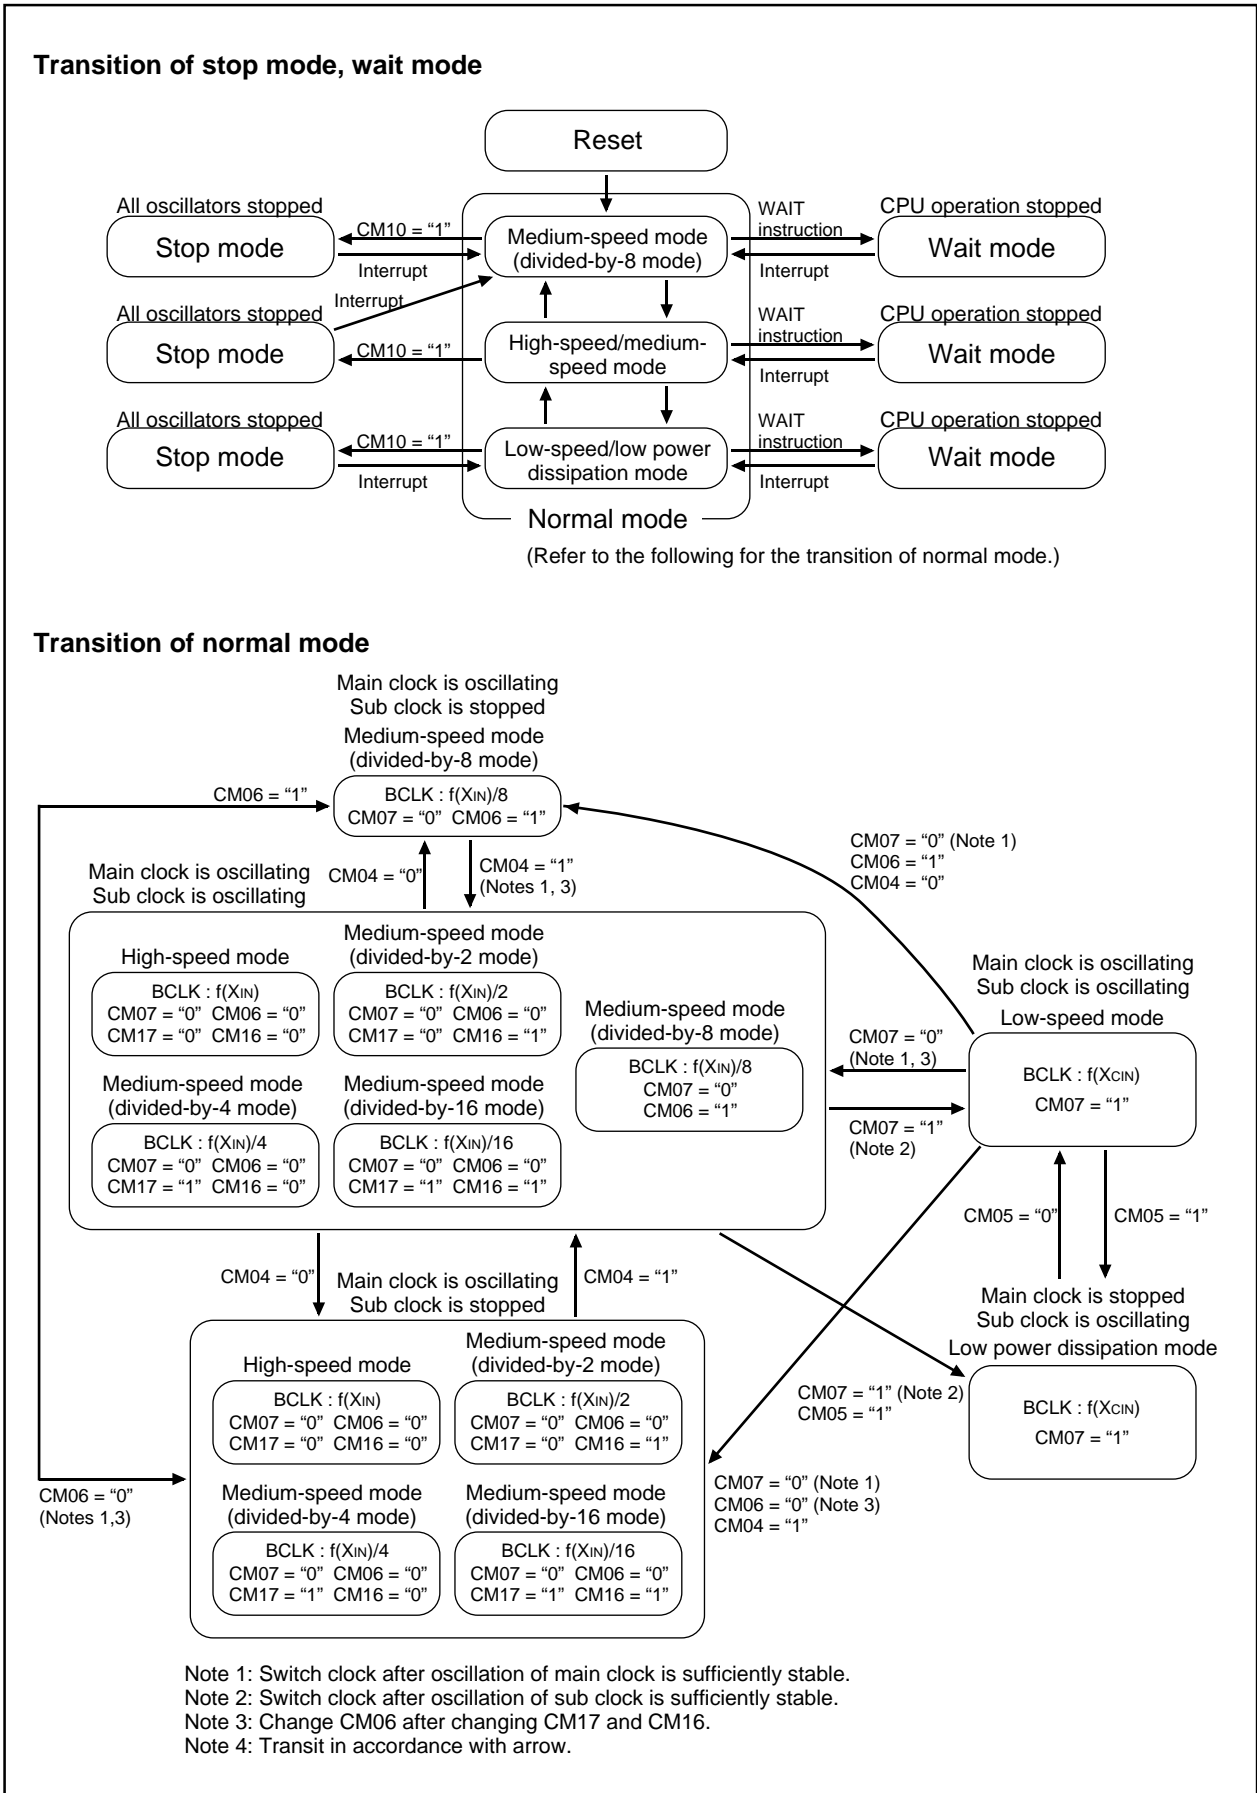 Transition of stop mode, wait mode
Reset
All oscillators stopped
Stop mode
CM10 = “1”
Interrupt
Medium-speed mode
(divided-by-8 mode)
WAIT
instruction
Interrupt
CPU operation stopped
Wait mode
Interrupt
All oscillators stopped
Stop mode
CM10 = “1”
High-speed/medium-
speed mode
WAIT
instruction
Interrupt
CPU operation stopped
Wait mode
All oscillators stopped
Stop mode
CM10 = “1”
Interrupt
Low-speed/low power
dissipation mode
WAIT
instruction
Interrupt
CPU operation stopped
Wait mode
Normal mode
(Refer to the following for the transition of normal mode.)
Transition of normal mode
Main clock is oscillating
Sub clock is stopped
Medium-speed mode
(divided-by-8 mode)
CM06 = “1”
BCLK : f(XIN)/8
CM07 = “0” CM06 = “1”
CM07 = “0” (Note 1)
CM06 = “1”
CM04 = “0”
Main clock is oscillating
Sub clock is oscillating
CM04 = “0”
CM04 = “1”
(Notes 1, 3)
High-speed mode
BCLK : f(XIN)
CM07 = “0” CM06 = “0”
CM17 = “0” CM16 = “0”
Medium-speed mode
(divided-by-2 mode)
BCLK : f(XIN)/2
CM07 = “0” CM06 = “0”
CM17 = “0” CM16 = “1”
Medium-speed mode
(divided-by-8 mode)
BCLK : f(XIN)/8
CM07 = “0”
CM06 = “1”
Medium-speed mode
(divided-by-4 mode)
BCLK : f(XIN)/4
CM07 = “0” CM06 = “0”
CM17 = “1” CM16 = “0”
Medium-speed mode
(divided-by-16 mode)
BCLK : f(XIN)/16
CM07 = “0” CM06 = “0”
CM17 = “1” CM16 = “1”
CM07 = “0”
(Note 1, 3)
CM07 = “1”
(Note 2)
Main clock is oscillating
Sub clock is oscillating
Low-speed mode
BCLK : f(XCIN)
CM07 = “1”
CM05 = “0”
CM05 = “1”
CM04 = “0”
Main clock is oscillating
Sub clock is stopped
CM04 = “1”
Main clock is stopped
Sub clock is oscillating
Low power dissipation mode
BCLK : f(XCIN)
CM07 = “1”
CM07 = “1” (Note 2)
CM05 = “1”
High-speed mode
BCLK : f(XIN)
CM07 = “0” CM06 = “0”
CM17 = “0” CM16 = “0”
Medium-speed mode
(divided-by-2 mode)
BCLK : f(XIN)/2
CM07 = “0” CM06 = “0”
CM17 = “0” CM16 = “1”
CM06 = “0”
(Notes 1,3)
Medium-speed mode
(divided-by-4 mode)
BCLK : f(XIN)/4
CM07 = “0” CM06 = “0”
CM17 = “1” CM16 = “0”
Medium-speed mode
(divided-by-16 mode)
BCLK : f(XIN)/16
CM07 = “0” CM06 = “0”
CM17 = “1” CM16 = “1”
CM07 = “0” (Note 1)
CM06 = “0” (Note 3)
CM04 = “1”
Note 1: Switch clock after oscillation of main clock is sufficiently stable.
Note 2: Switch clock after oscillation of sub clock is sufficiently stable.
Note 3: Change CM06 after changing CM17 and CM16.
Note 4: Transit in accordance with arrow.